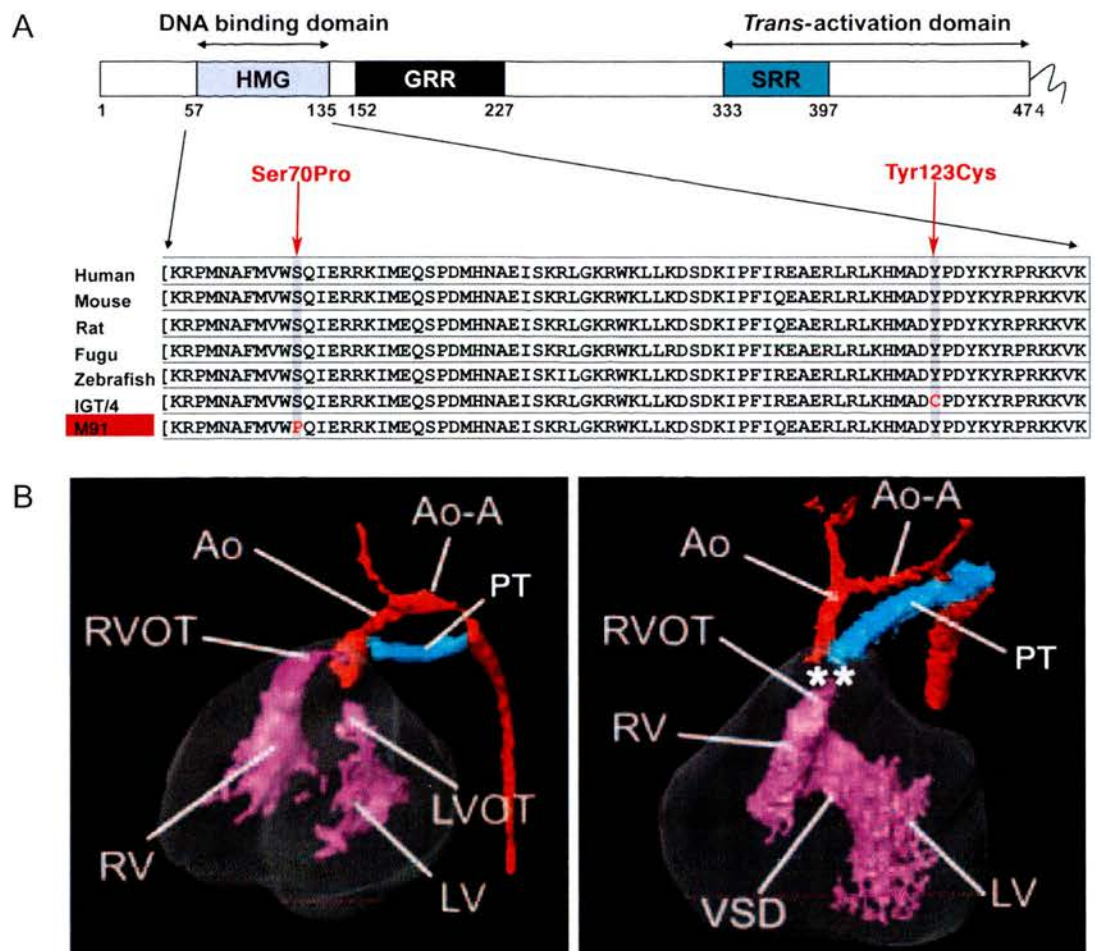 A
DNA binding domain
Trans-activation domain
HMG
GRR
SRR
1
57
135
152
227
333
397
474
Ser70Pro
Tyr123Cys
Human [KRPMNAFMVWSQIERRKIMEQSPDMHNAEISKRLGKRWKLLKDSDKIPFIREAERLRLKHMADYPDYKYRPRKKVK
Mouse [KRPMNAFMVWSQIERRKIMEQSPDMHNAEISKRLGKRWKLLKDSDKIPFIQEAERLRLKHMADYPDYKYRPRKKVK
Rat [KRPMNAFMVWSQIERRKIMEQSPDMHNAEISKRLGKRWKLLKDSDKIPFIQEAERLRLKHMADYPDYKYRPRKKVK
Fugu [KRPMNAFMVWSQIERRKIMEQSPDMHNAEISKRLGKRWKLLKDSDKIPFIKEAERLRLKHMADYPDYKYRPRKKVK
Zebrafish [KRPMNAFMVWSQIERRKIMEQSPDMHNAEISKILGKRWKLLKDSDKIPFIREAERLRLKHMADYPDYKYRPRKKVK
IGT/4 [KRPMNAFMVWSQIERRKIMEQSPDMHNAEISKRLGKRWKLLKDSDKIPFIQEAERLRLKHMADCPDYKYRPRKKVK
M91 [KRPMNAFMVWPQIERRKIMEQSPDMHNAEISKRLGKRWKLLKDSDKIPFIQEAERLRLKHMADYPDYKYRPRKKVK
B
Ao-A
Ao
PT
RVOT
LVOT
RV
LV
Ao-A
Ao
RVOT
PT
**
RV
VSD
LV